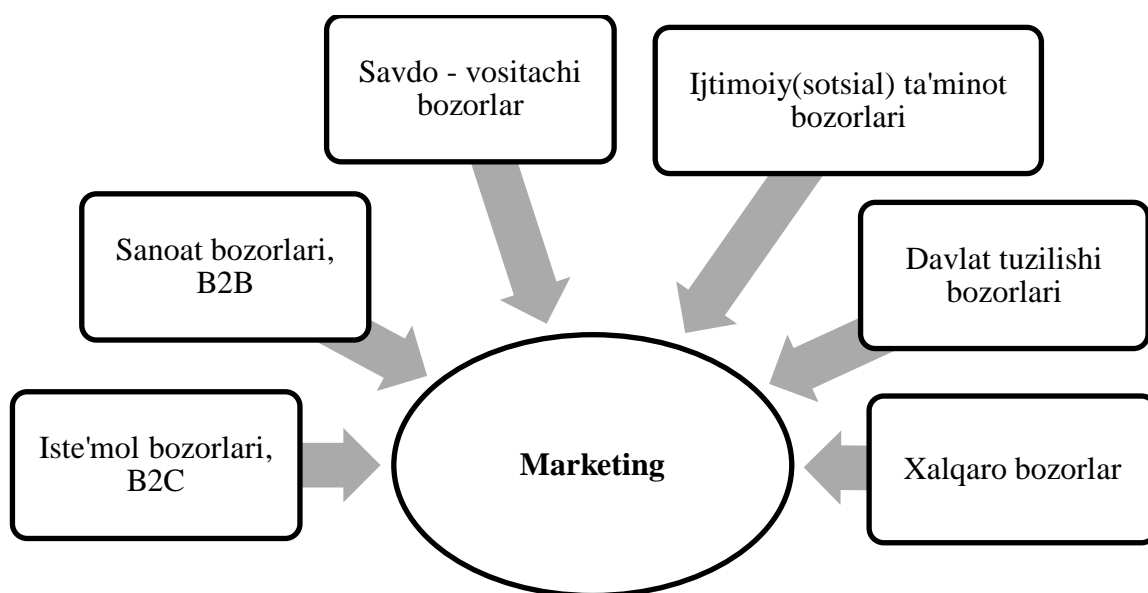 Savdo - vositachi
bozorlar
Ijtimoiy(sotsial) ta'minot
bozorlari
Sanoat bozorlari,
B2B
Davlat tuzilishi
bozorlari
Iste'mol bozorlari,
B2C
Marketing
Xalqaro bozorlar